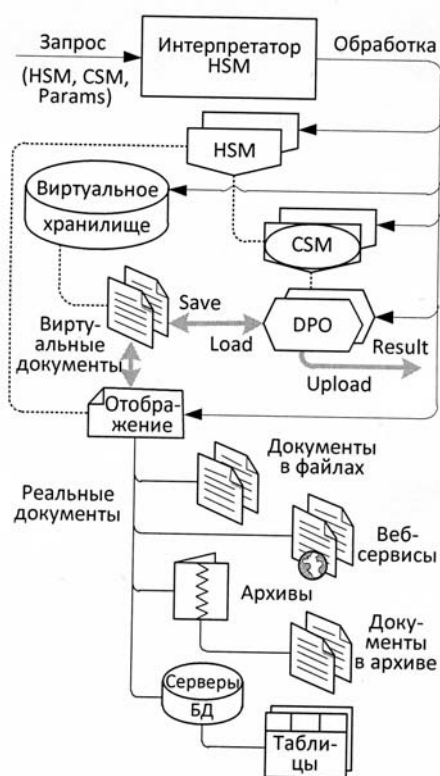 Запрос
(HSM, CSM,
Params)
Интерпретатор
HSM
Обработка
HSM
Виртуальное
хранилище
CSM
Save
Load
DPO
Result
Upload
Вирту-
альные
документы
Отобра-
жение
Документы
в файлах
Реальные
документы
Веб-
сервисы
Архивы
Доку-
менты
в архиве
Серверы
БД
Табли-
цы